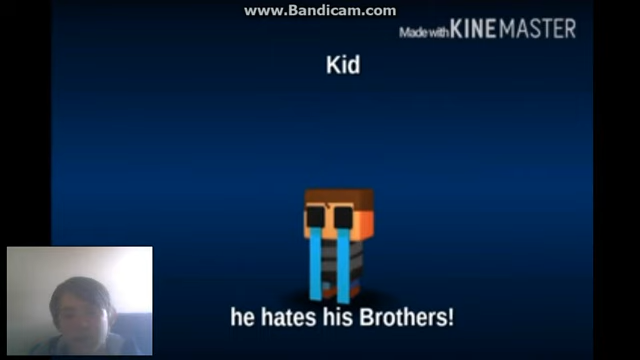 www.Bandicam.com
Made with KINEMASTER
Kid
he hates his Brothers!